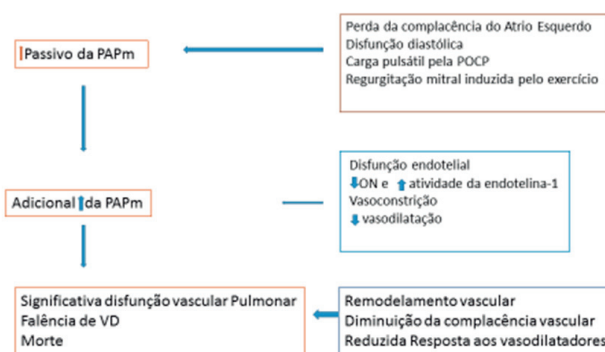 Passivo da PAPm
Perda da complacência do Atrio Esquerdo
Disfunção diastólica
Carga pulsátil pela POCP
Regurgitação mitral induzida pelo exercício
Adicional ⬆da PAPm
Disfunção endotelial
⬇ON e ⬆ atividade da endotelina-1
Vasoconstrição
⬇ vasodilatação
Significativa disfunção vascular Pulmonar
Falência de VD
Morte
Remodelamento vascular
Diminuição da complacência vascular
Reduzida Resposta aos vasodilatadores